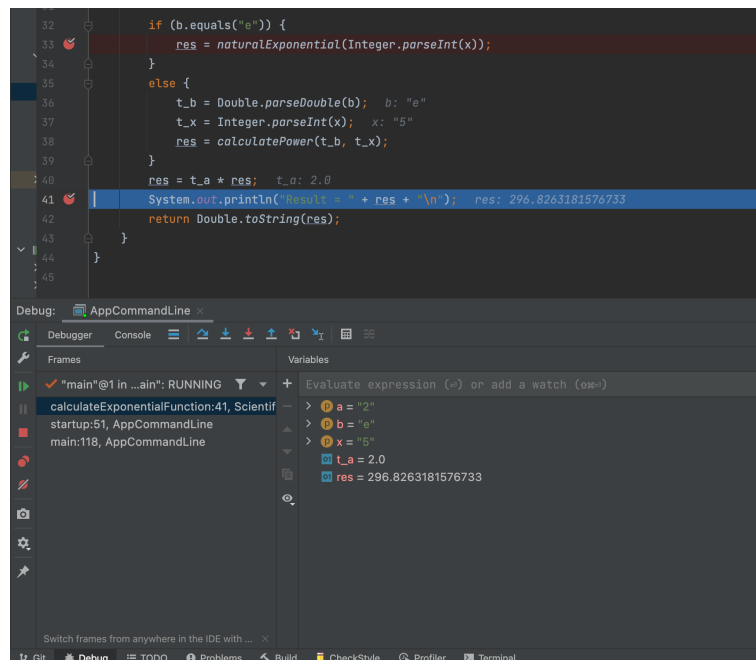 32 if (b.equals("e")) {
33 res = naturalExponential(Integer.parseInt(x));
34 }
35 else {
36 t_b = Double.parseDouble(b); b: "e"
37 t_x = Integer.parseInt(x); x: "5"
38 res = calculatePower(t_b, t_x);
39 }
40 res = t_a * res; t_a: 2.0
41 System.out.println("Result = " + res + "\n"); res: 296.8263181576733
42 return Double.toString(res);
43 }
44 }
45
Debug: AppCommandLine
Debugger Console
Frames Variables
"main"@1 in ...ain": RUNNING
Evaluate expression (⏎) or add a watch (⇧⌘⏎)
calculateExponentialFunction:41, Scientif
startup:51, AppCommandLine
main:118, AppCommandLine
p a = "2"
p b = "e"
p x = "5"
01 t_a = 2.0
01 res = 296.8263181576733
Switch frames from anywhere in the IDE with ...
Git Debug TODO Problems Build CheckStyle Profiler Terminal